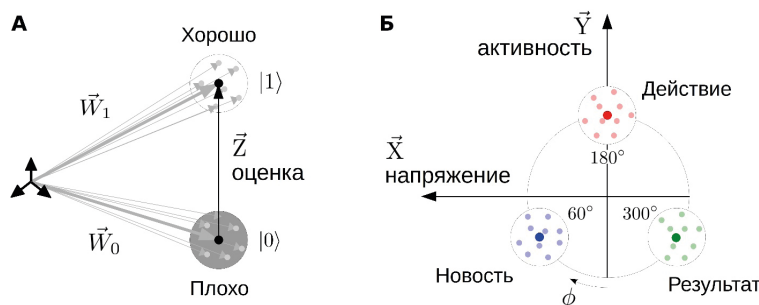 А
Хорошо
|1⟩
W⃗₁
Z⃗
оценка
W⃗₀
|0⟩
Плохо
Б
Y⃗
активность
Действие
180°
X⃗
напряжение
60°
300°
Новость
Результат
ϕ